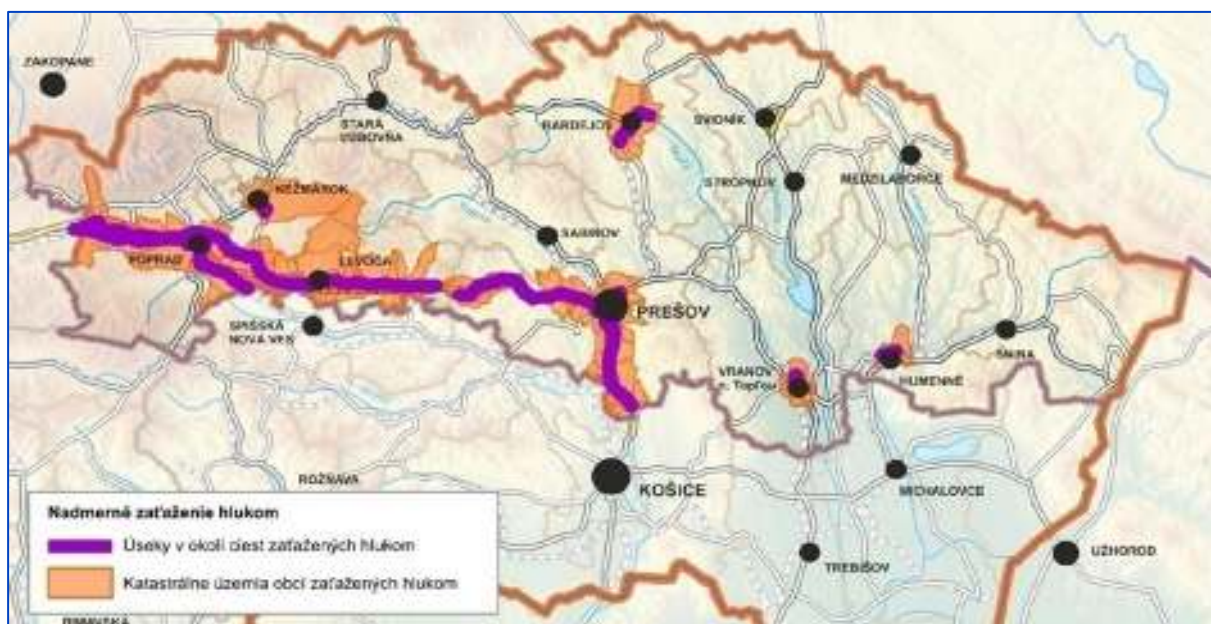 ZAKOPANE
STARÁ
ĽUBOVŇA
BARDEJOV
SVIDNÍK
STROPKOV
MEDZILABORCE
KEŽMAROK
SABINOV
POPRAD
LEVOČA
PREŠOV
SPIŠSKÁ
NOVÁ VES
VRANOV
n. Topľou
HUMENNÉ
SNINA
ROŽŇAVA
KOŠICE
MICHALOVCE
TREBIŠOV
UŽHOROD
Nadmerné zaťaženie hlukom
Úseky v okolí ciest zaťažených hlukom
Katastrálne územia obcí zaťažených hlukom
RIMAVSKÁ